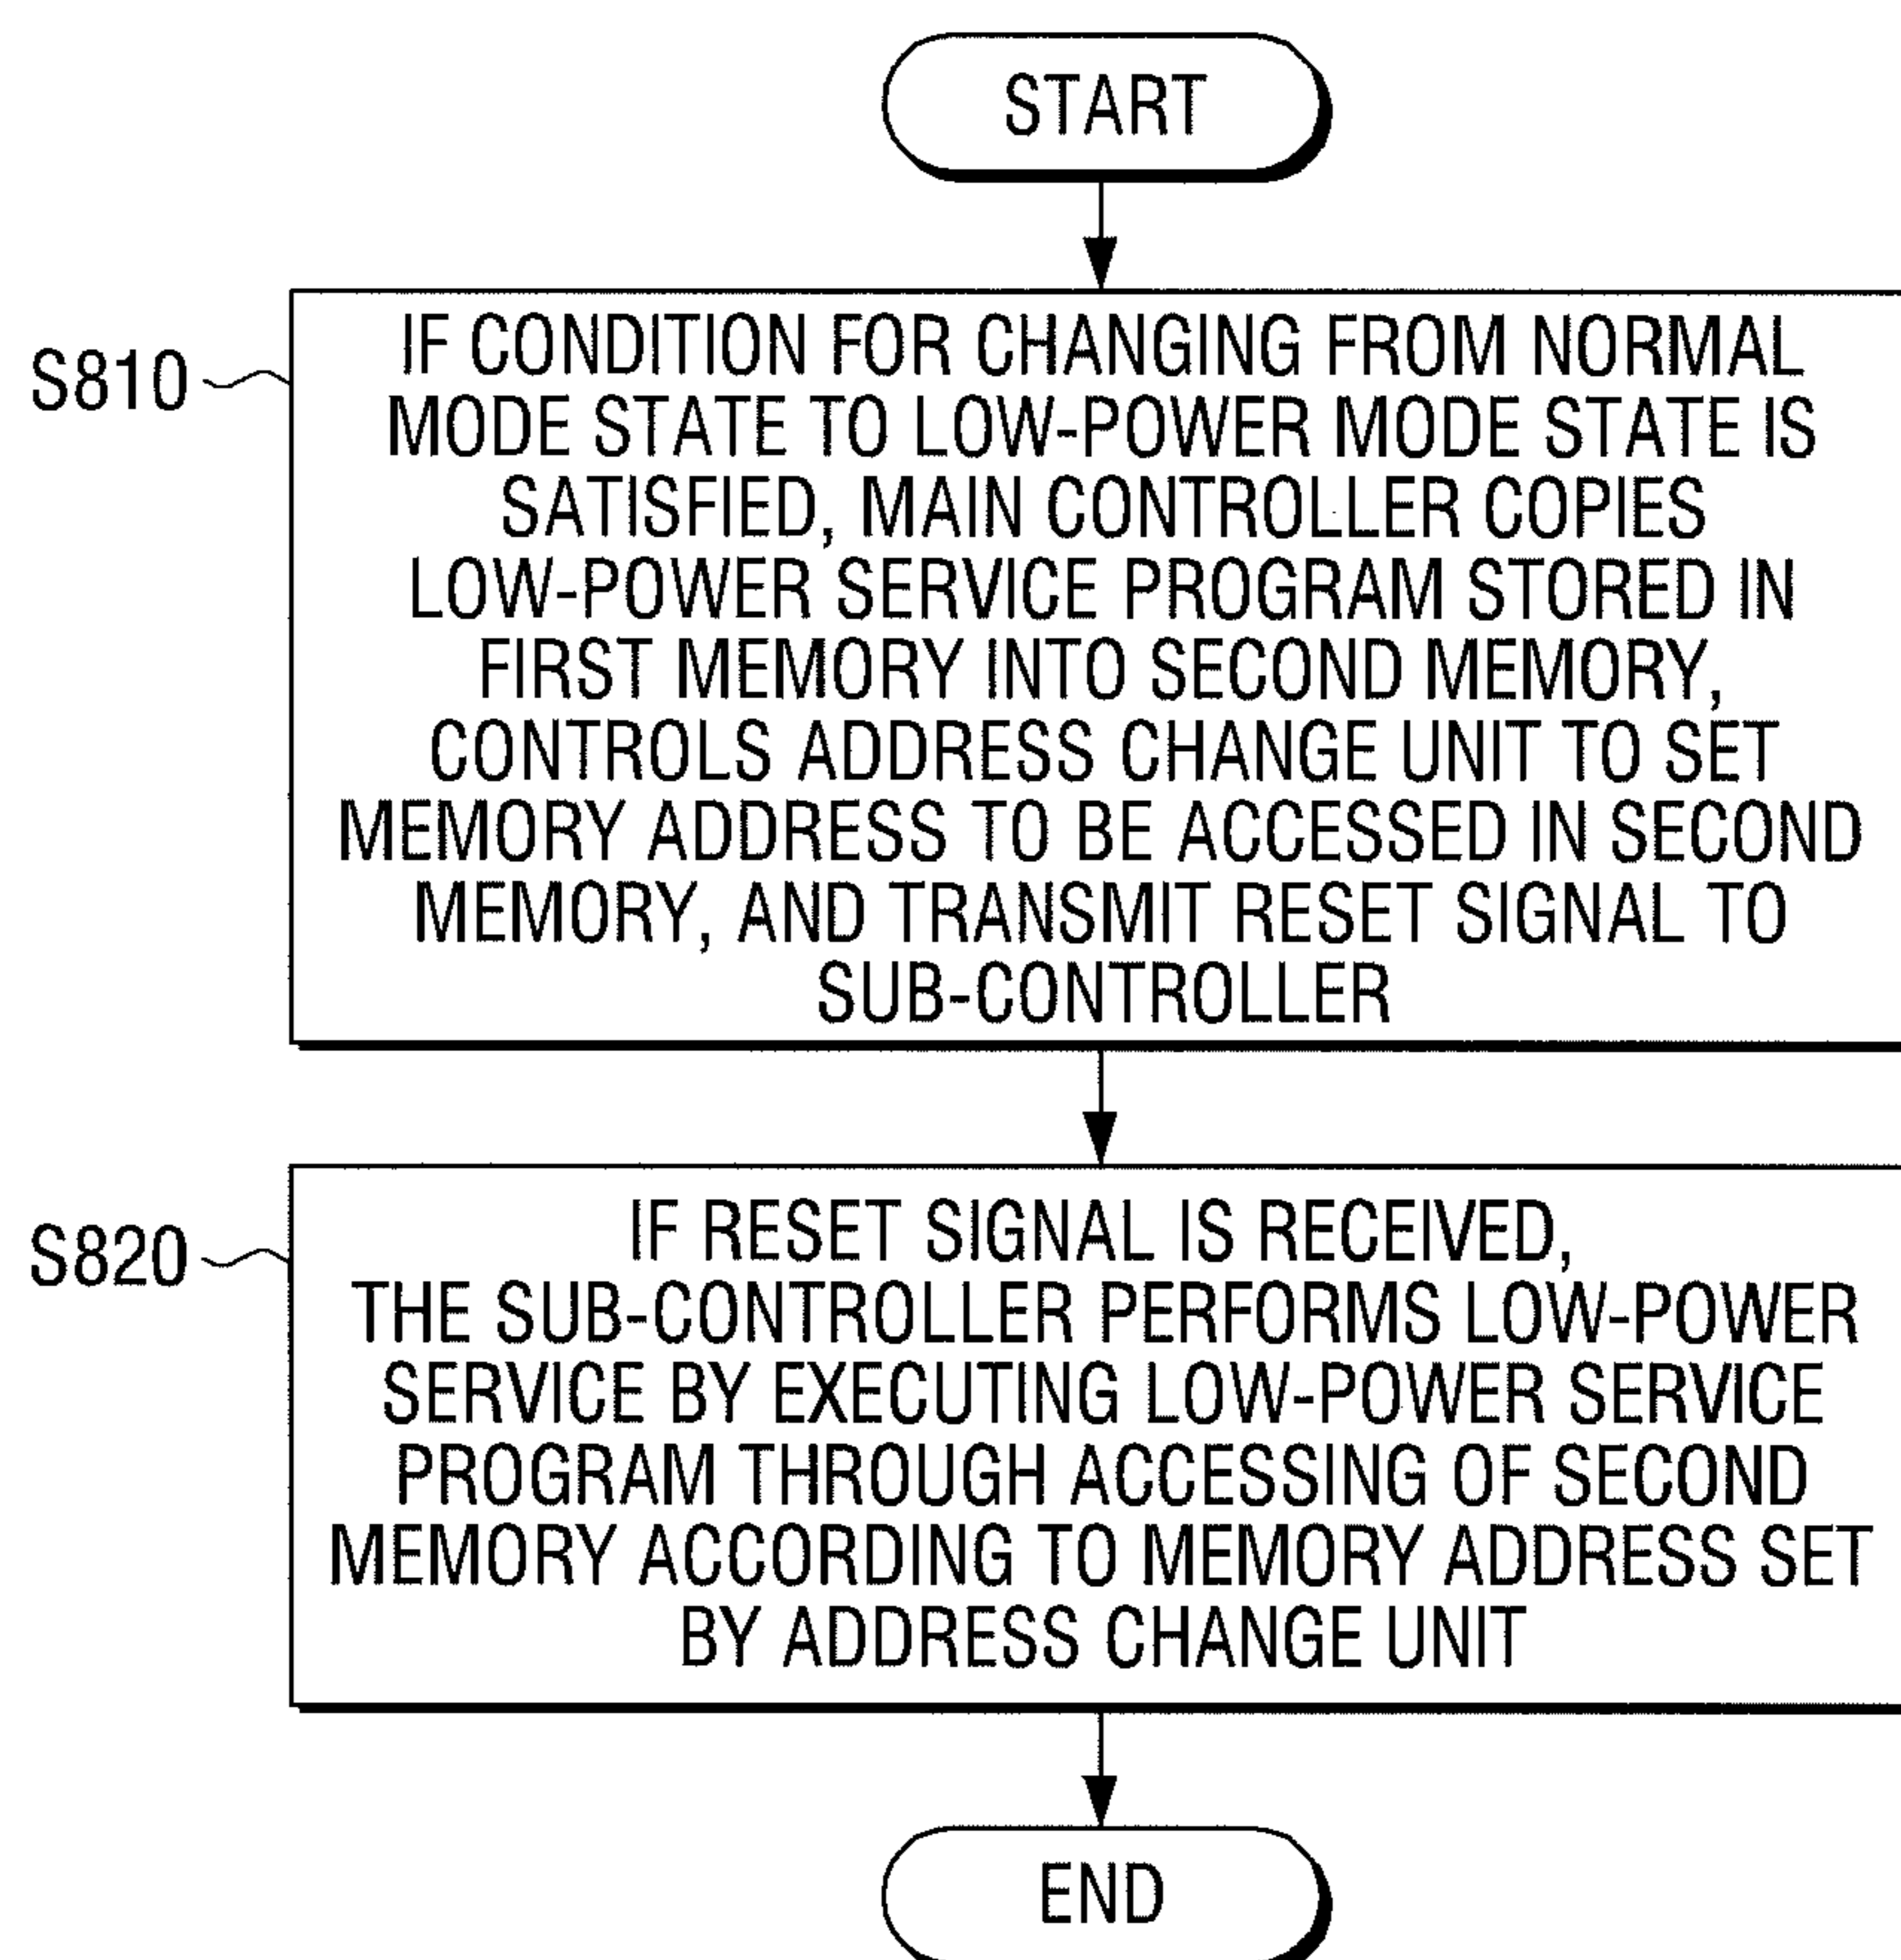 START
S810
IF CONDITION FOR CHANGING FROM NORMAL
MODE STATE TO LOW-POWER MODE STATE IS
SATISFIED, MAIN CONTROLLER COPIES
LOW-POWER SERVICE PROGRAM STORED IN
FIRST MEMORY INTO SECOND MEMORY,
CONTROLS ADDRESS CHANGE UNIT TO SET
MEMORY ADDRESS TO BE ACCESSED IN SECOND
MEMORY, AND TRANSMIT RESET SIGNAL TO
SUB-CONTROLLER
S820
IF RESET SIGNAL IS RECEIVED,
THE SUB-CONTROLLER PERFORMS LOW-POWER
SERVICE BY EXECUTING LOW-POWER SERVICE
PROGRAM THROUGH ACCESSING OF SECOND
MEMORY ACCORDING TO MEMORY ADDRESS SET
BY ADDRESS CHANGE UNIT
END